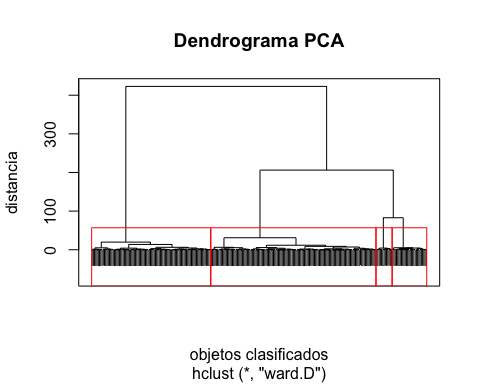 Dendrograma PCA
distancia
300
100
0
objetos clasificados
hclust (*, "ward.D")